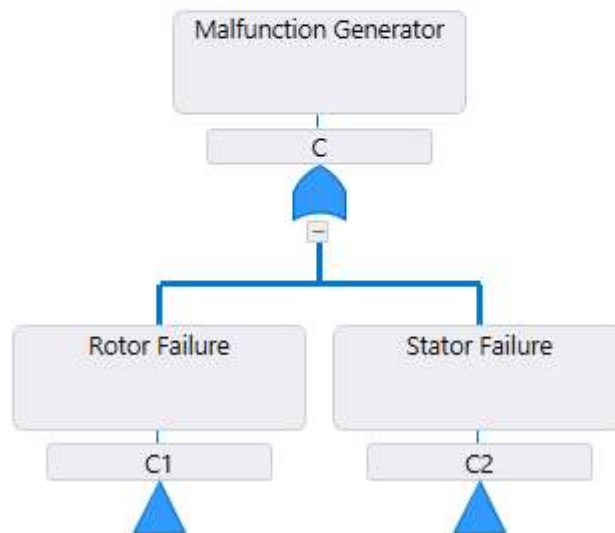 Malfunction Generator
C
Rotor Failure
Stator Failure
C1
C2